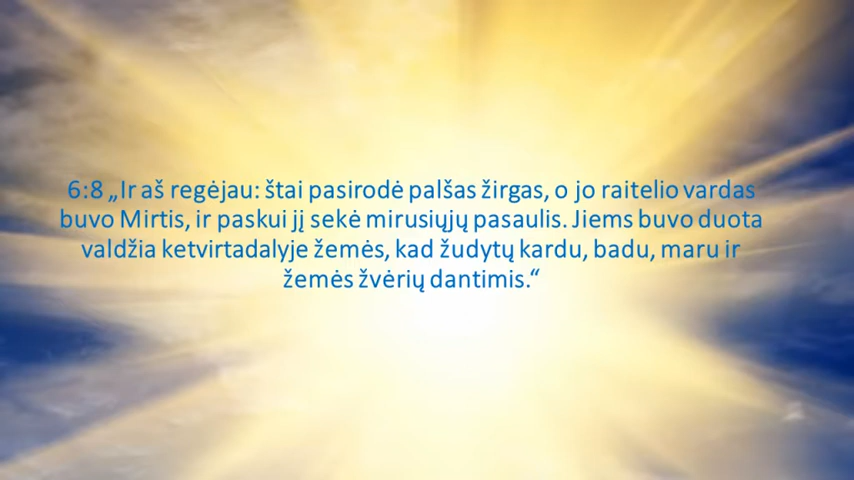 6:8 „Ir aš regėjau: štai pasirodė palšas žirgas, o jo raitelio vardas
buvo Mirtis, ir paskui jį sekė mirusiųjų pasaulis. Jiems buvo duota
valdžia ketvirtadalyje žemės, kad žudytų kardu, badu, maru ir
žemės žvėrių dantimis.“